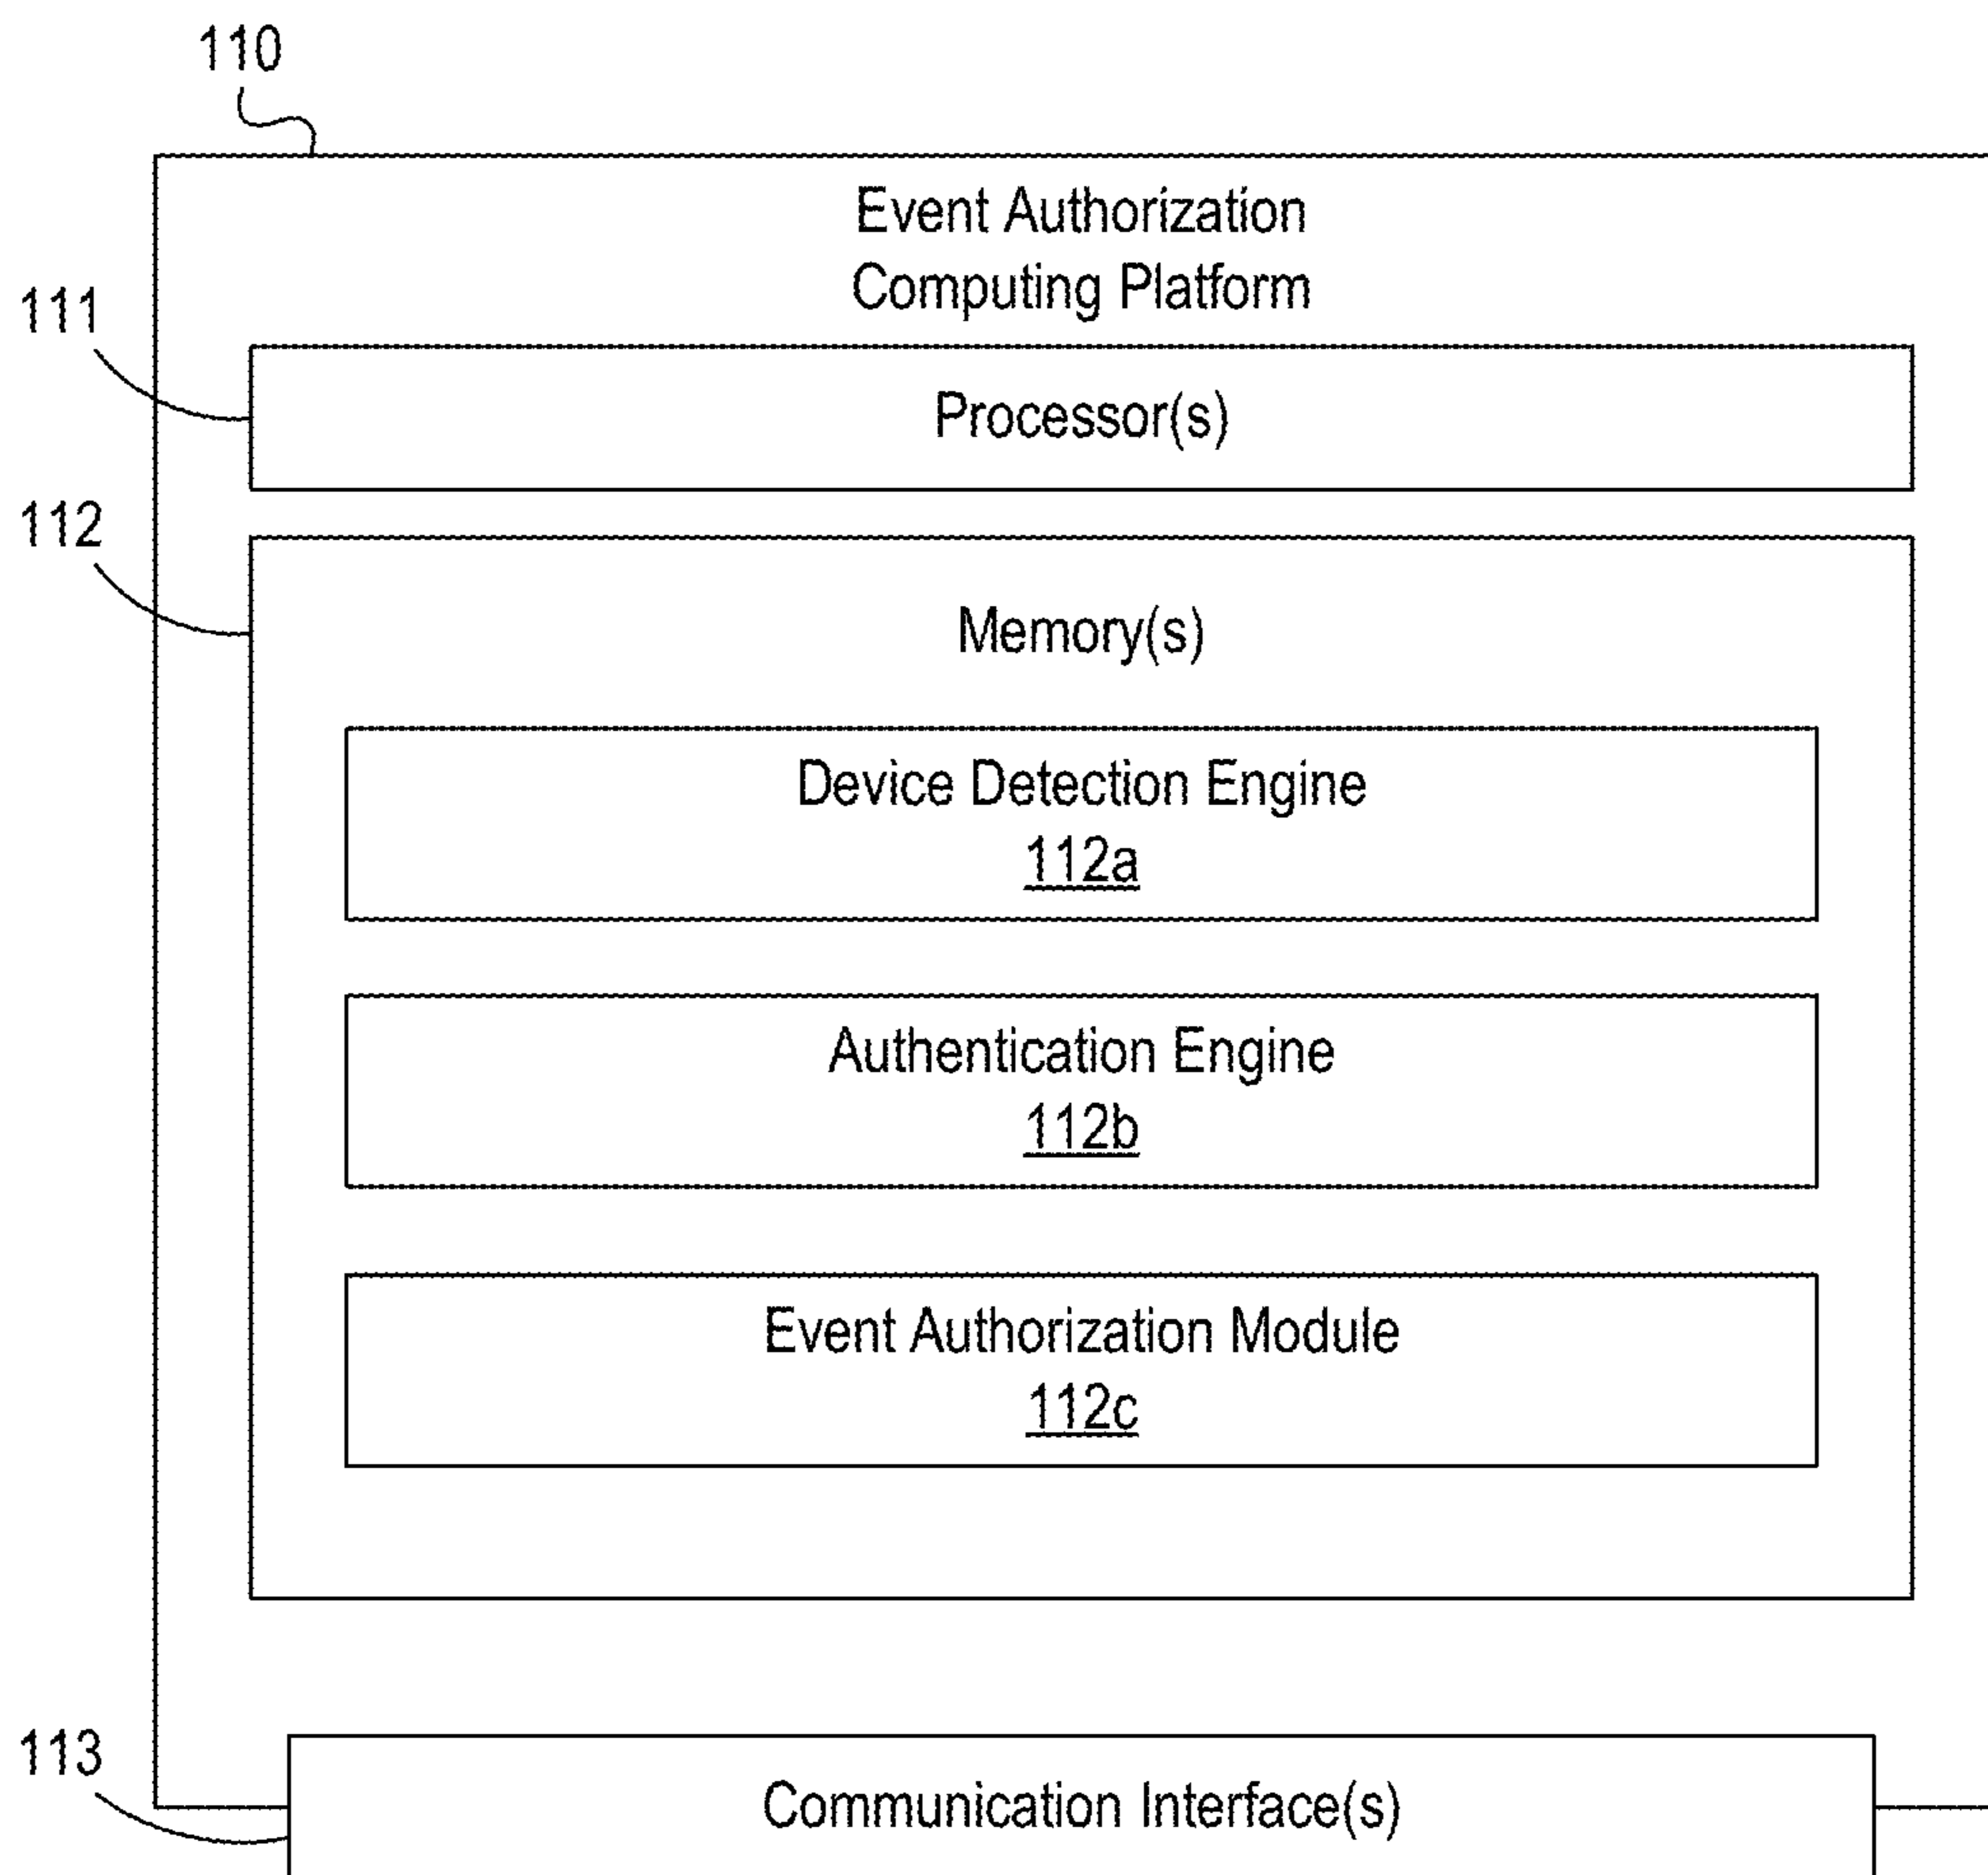 110
Event Authorization
Computing Platform
111
Processor(s)
112
Memory(s)
Device Detection Engine
112a
Authentication Engine
112b
Event Authorization Module
112c
113
Communication Interface(s)